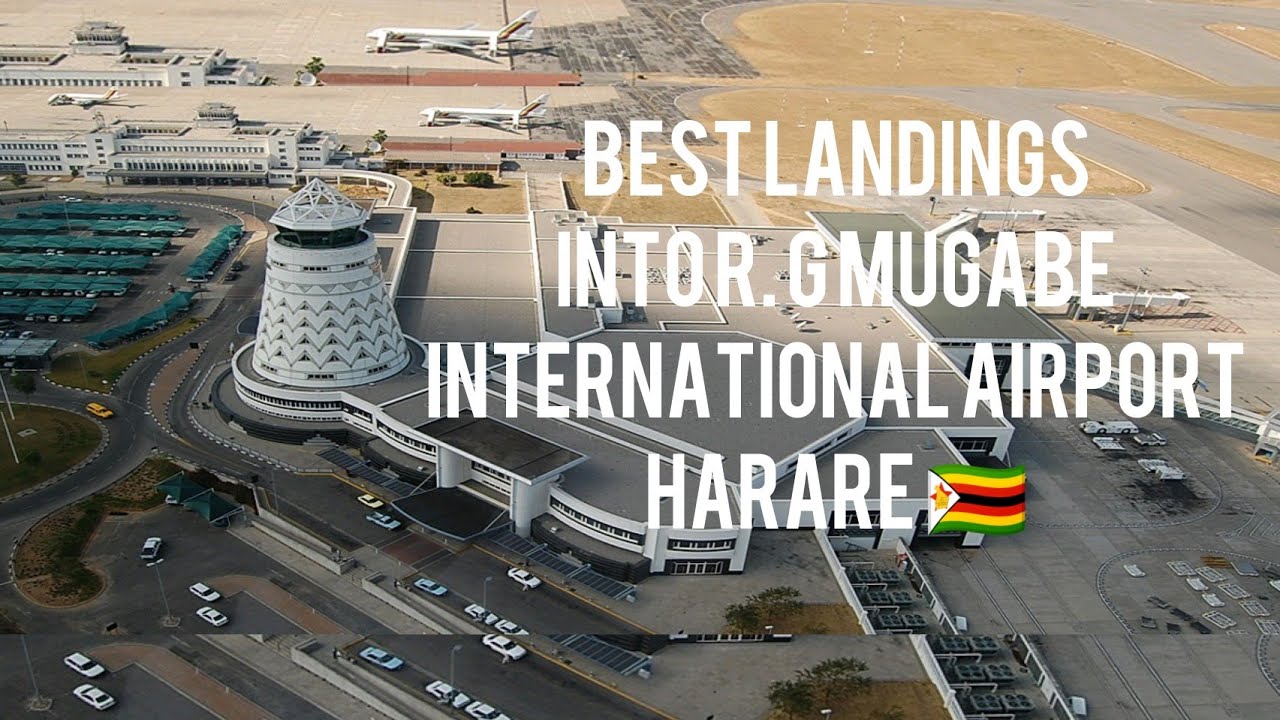 BEST LANDINGS
INTO R. G MUGABE
INTERNATIONAL AIRPORT
HARARE 🇿🇼